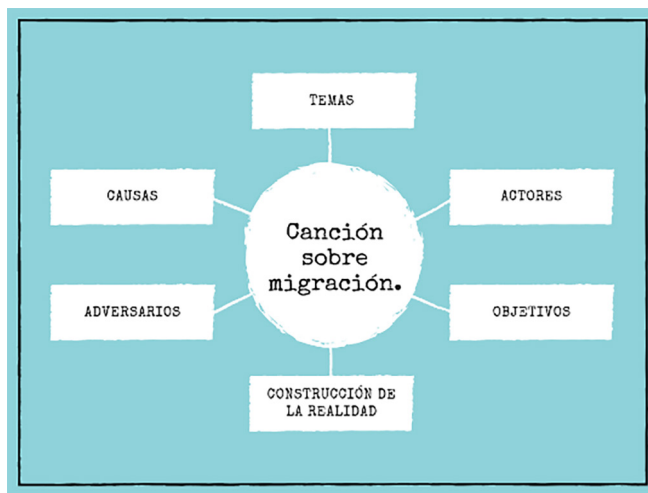 TEMAS
CAUSAS
ACTORES
Canción
sobre
migración.
ADVERSARIOS
OBJETIVOS
CONSTRUCCIÓN DE
LA REALIDAD